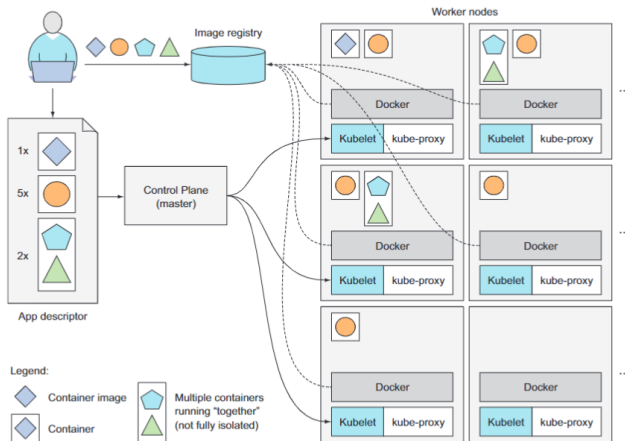 Image registry
Worker nodes
Docker
Kubelet
kube-proxy
Docker
Kubelet
kube-proxy
...
1x
5x
2x
App descriptor
Control Plane
(master)
Docker
Kubelet
kube-proxy
Docker
Kubelet
kube-proxy
...
Docker
Kubelet
kube-proxy
Docker
Kubelet
kube-proxy
...
Legend:
Container image
Container
Multiple containers
running “together”
(not fully isolated)